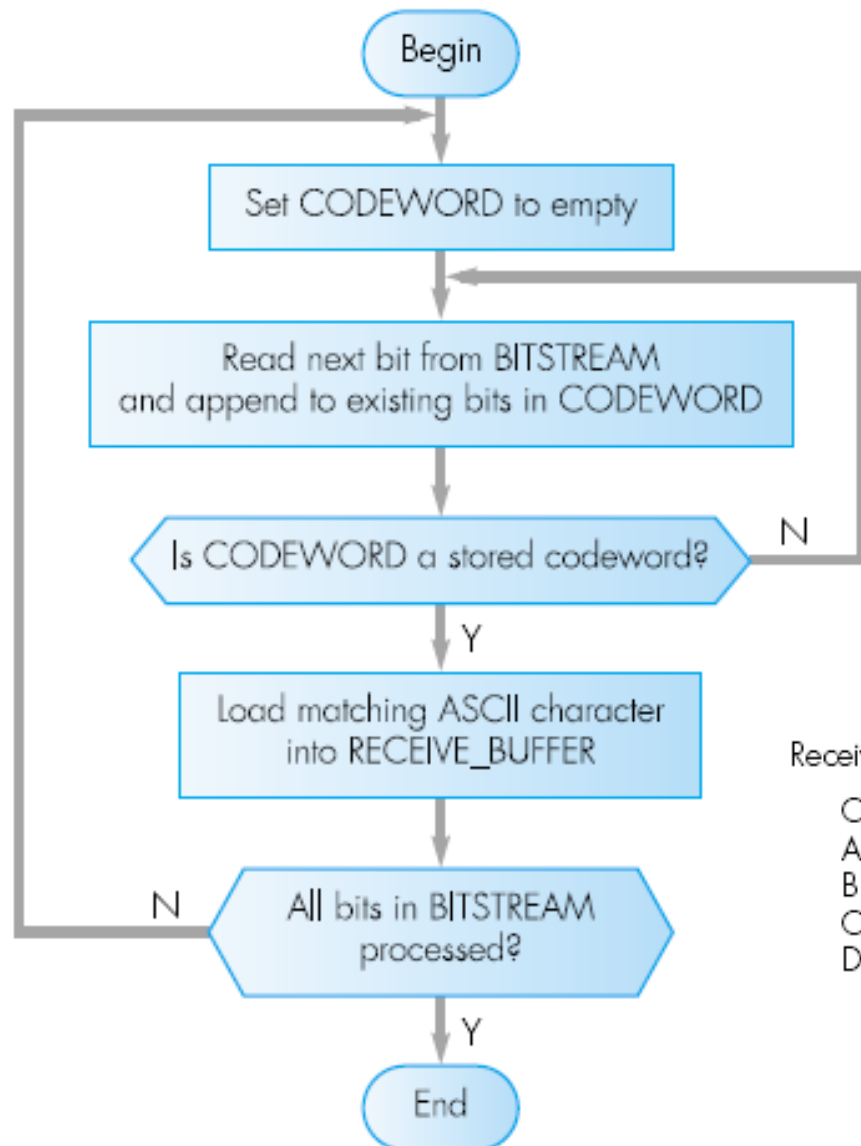 Begin
Set CODEWORD to empty
Read next bit from BITSTREAM
and append to existing bits in CODEWORD
Is CODEWORD a stored codeword?
N
Y
Load matching ASCII character
into RECEIVE_BUFFER
Receiv
C
A
B
C
D
N
All bits in BITSTREAM
processed?
Y
End